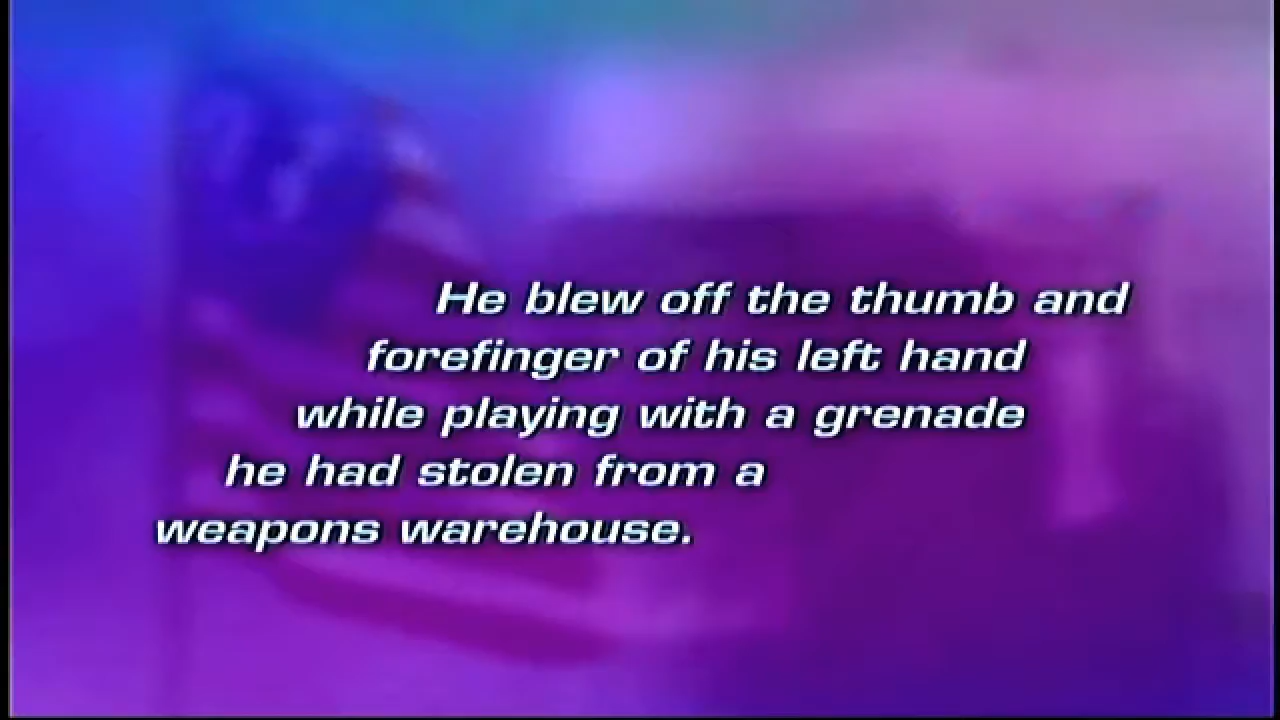 He blew off the thumb and
forefinger of his left hand
while playing with a grenade
he had stolen from a
weapons warehouse.